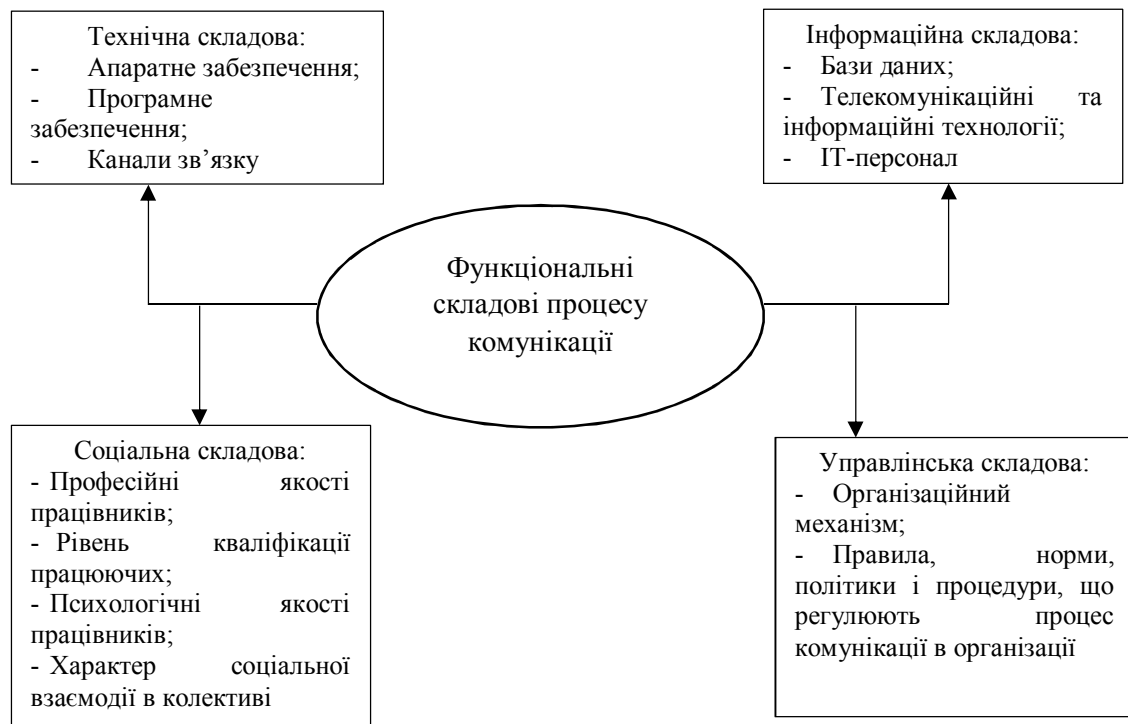 Технічна складова:
- Апаратне забезпечення;
- Програмне
забезпечення;
- Канали зв’язку
Інформаційна складова:
- Бази даних;
- Телекомунікаційні та
інформаційні технології;
- ІТ-персонал
Функціональні
складові процесу
комунікації
Соціальна складова:
- Професійні якості
працівників;
- Рівень кваліфікації
працюючих;
- Психологічні якості
працівників;
- Характер соціальної
взаємодії в колективі
Управлінська складова:
- Організаційний
механізм;
- Правила, норми,
політики і процедури, що
регулюють процес
комунікації в організації